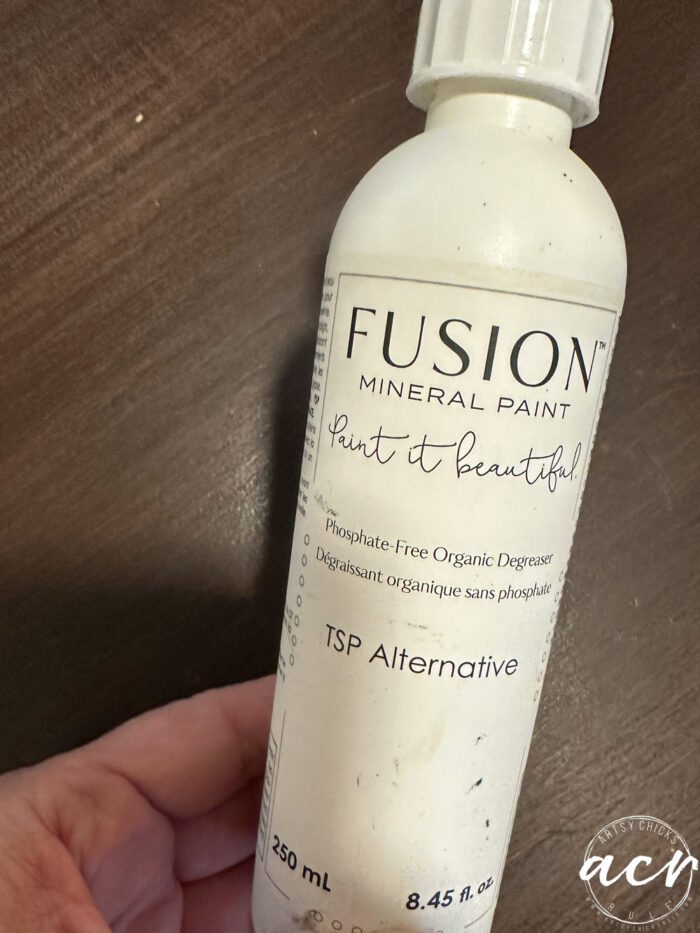 FUSION™
MINERAL PAINT
Paint it beautiful.
Phosphate-Free Organic Degreaser
Dégraissant organique sans phosphate
TSP Alternative
250 mL
8.45 fl. oz.
ARTSY CHICKS
acr
RULE